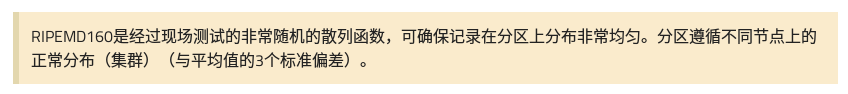 RIPEMD160是经过现场测试的非常随机的散列函数，可确保记录在分区上分布非常均匀。分区遵循不同节点上的
正常分布（集群）（与平均值的3个标准偏差）。